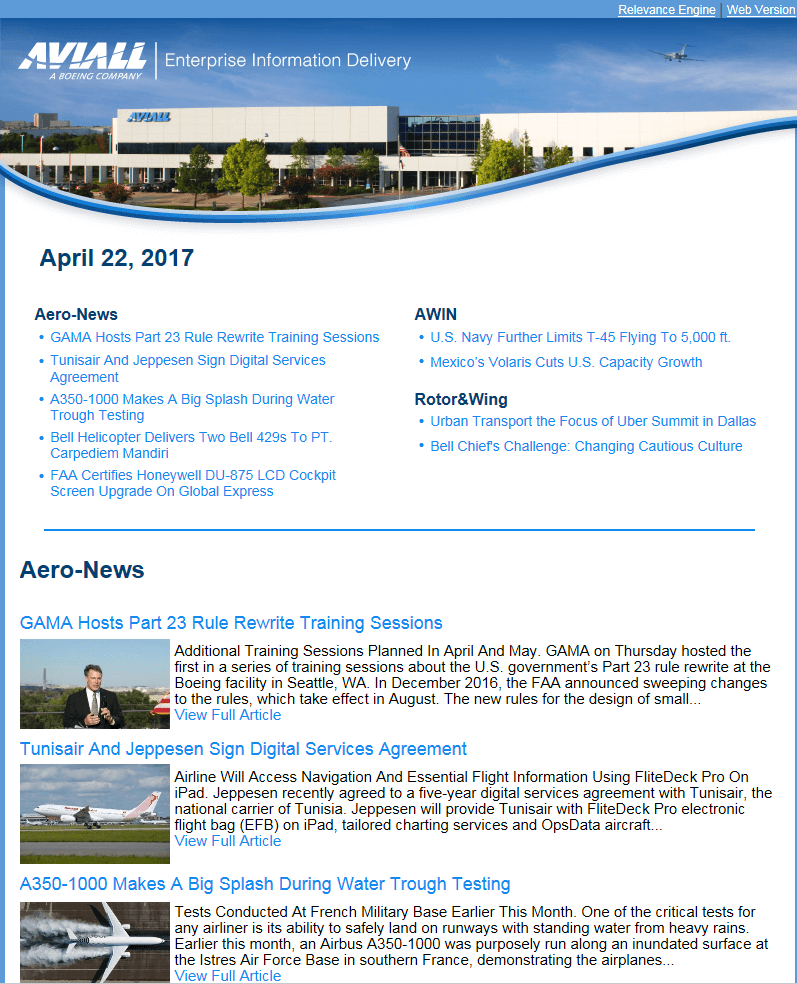 Relevance Engine | Web Version
AVIALL
A BOEING COMPANY
Enterprise Information Delivery
AVIALL
April 22, 2017
Aero-News
• GAMA Hosts Part 23 Rule Rewrite Training Sessions
• Tunisair And Jeppesen Sign Digital Services
Agreement
• A350-1000 Makes A Big Splash During Water
Trough Testing
• Bell Helicopter Delivers Two Bell 429s To PT.
Carpediem Mandiri
• FAA Certifies Honeywell DU-875 LCD Cockpit
Screen Upgrade On Global Express
AWIN
• U.S. Navy Further Limits T-45 Flying To 5,000 ft.
• Mexico's Volaris Cuts U.S. Capacity Growth
Rotor&Wing
• Urban Transport the Focus of Uber Summit in Dallas
• Bell Chief's Challenge: Changing Cautious Culture
Aero-News
GAMA Hosts Part 23 Rule Rewrite Training Sessions
Additional Training Sessions Planned In April And May. GAMA on Thursday hosted the
first in a series of training sessions about the U.S. government's Part 23 rule rewrite at the
Boeing facility in Seattle, WA. In December 2016, the FAA announced sweeping changes
to the rules, which take effect in August. The new rules for the design of small...
View Full Article
Tunisair And Jeppesen Sign Digital Services Agreement
Airline Will Access Navigation And Essential Flight Information Using FliteDeck Pro On
iPad. Jeppesen recently agreed to a five-year digital services agreement with Tunisair, the
national carrier of Tunisia. Jeppesen will provide Tunisair with FliteDeck Pro electronic
flight bag (EFB) on iPad, tailored charting services and OpsData aircraft...
View Full Article
A350-1000 Makes A Big Splash During Water Trough Testing
Tests Conducted At French Military Base Earlier This Month. One of the critical tests for
any airliner is its ability to safely land on runways with standing water from heavy rains.
Earlier this month, an Airbus A350-1000 was purposely run along an inundated surface at
the Istres Air Force Base in southern France, demonstrating the airplanes...
View Full Article